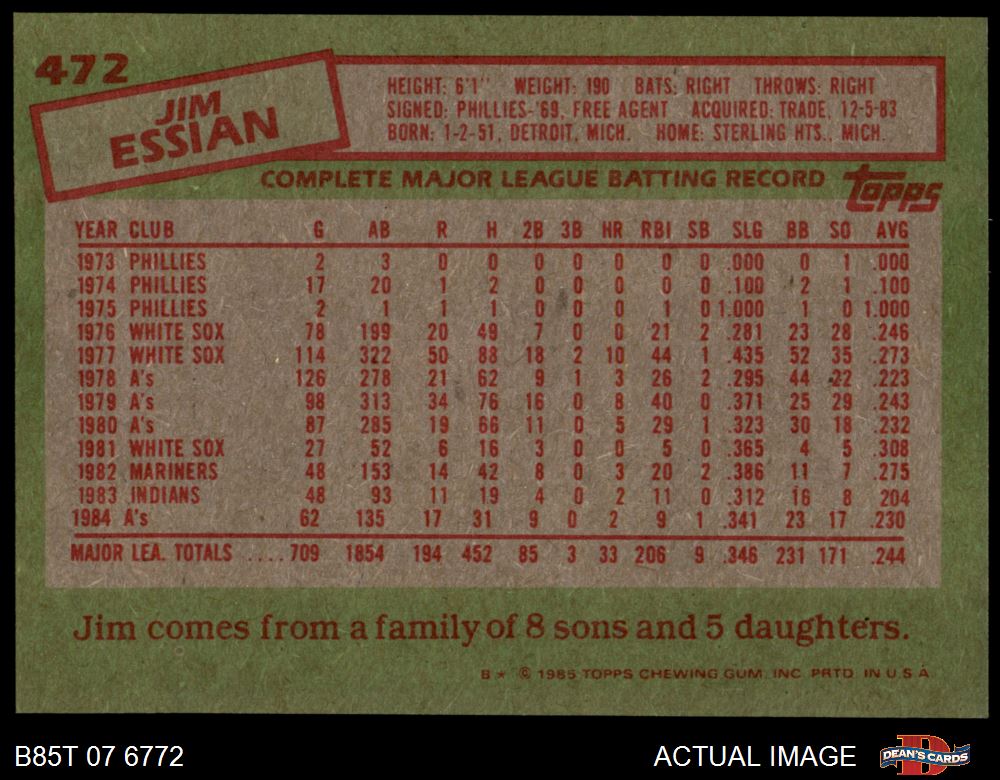 472
JIM
ESSIAN
HEIGHT: 6'1'' WEIGHT: 190 BATS: RIGHT THROWS: RIGHT
SIGNED: PHILLIES-'69, FREE AGENT ACQUIRED: TRADE, 12-5-83
BORN: 1-2-51, DETROIT, MICH. HOME: STERLING HTS., MICH.
COMPLETE MAJOR LEAGUE BATTING RECORD
topps
YEAR CLUB G AB R H 2B 3B HR RBI SB SLG BB SO AVG
1973 PHILLIES 2 3 0 0 0 0 0 0 0 .000 0 1 .000
1974 PHILLIES 17 20 1 2 0 0 0 0 0 .100 2 1 .100
1975 PHILLIES 2 1 1 1 0 0 0 1 0 1.000 1 0 1.000
1976 WHITE SOX 78 199 20 49 7 0 0 21 2 .281 23 28 .246
1977 WHITE SOX 114 322 50 88 18 2 10 44 1 .435 52 35 .273
1978 A's 126 278 21 62 9 1 3 26 2 .295 44 22 .223
1979 A's 98 313 34 76 16 0 8 40 0 .371 25 29 .243
1980 A's 87 285 19 66 11 0 5 29 1 .323 30 18 .232
1981 WHITE SOX 27 52 6 16 3 0 0 5 0 .365 4 5 .308
1982 MARINERS 48 153 14 42 8 0 3 20 2 .386 11 7 .275
1983 INDIANS 48 93 11 19 4 0 2 11 0 .312 16 8 204
1984 A's 62 135 17 31 9 0 2 9 1 .341 23 17 .230
MAJOR LEA. TOTALS .... 709 1854 194 452 85 3 33 206 9 .346 231 171 .244
Jim comes from a family of 8 sons and 5 daughters.
B * © 1985 TOPPS CHEWING GUM, INC. PRTD. IN U.S.A.
B85T 07 6772
ACTUAL IMAGE
D
DEAN'S CARDS